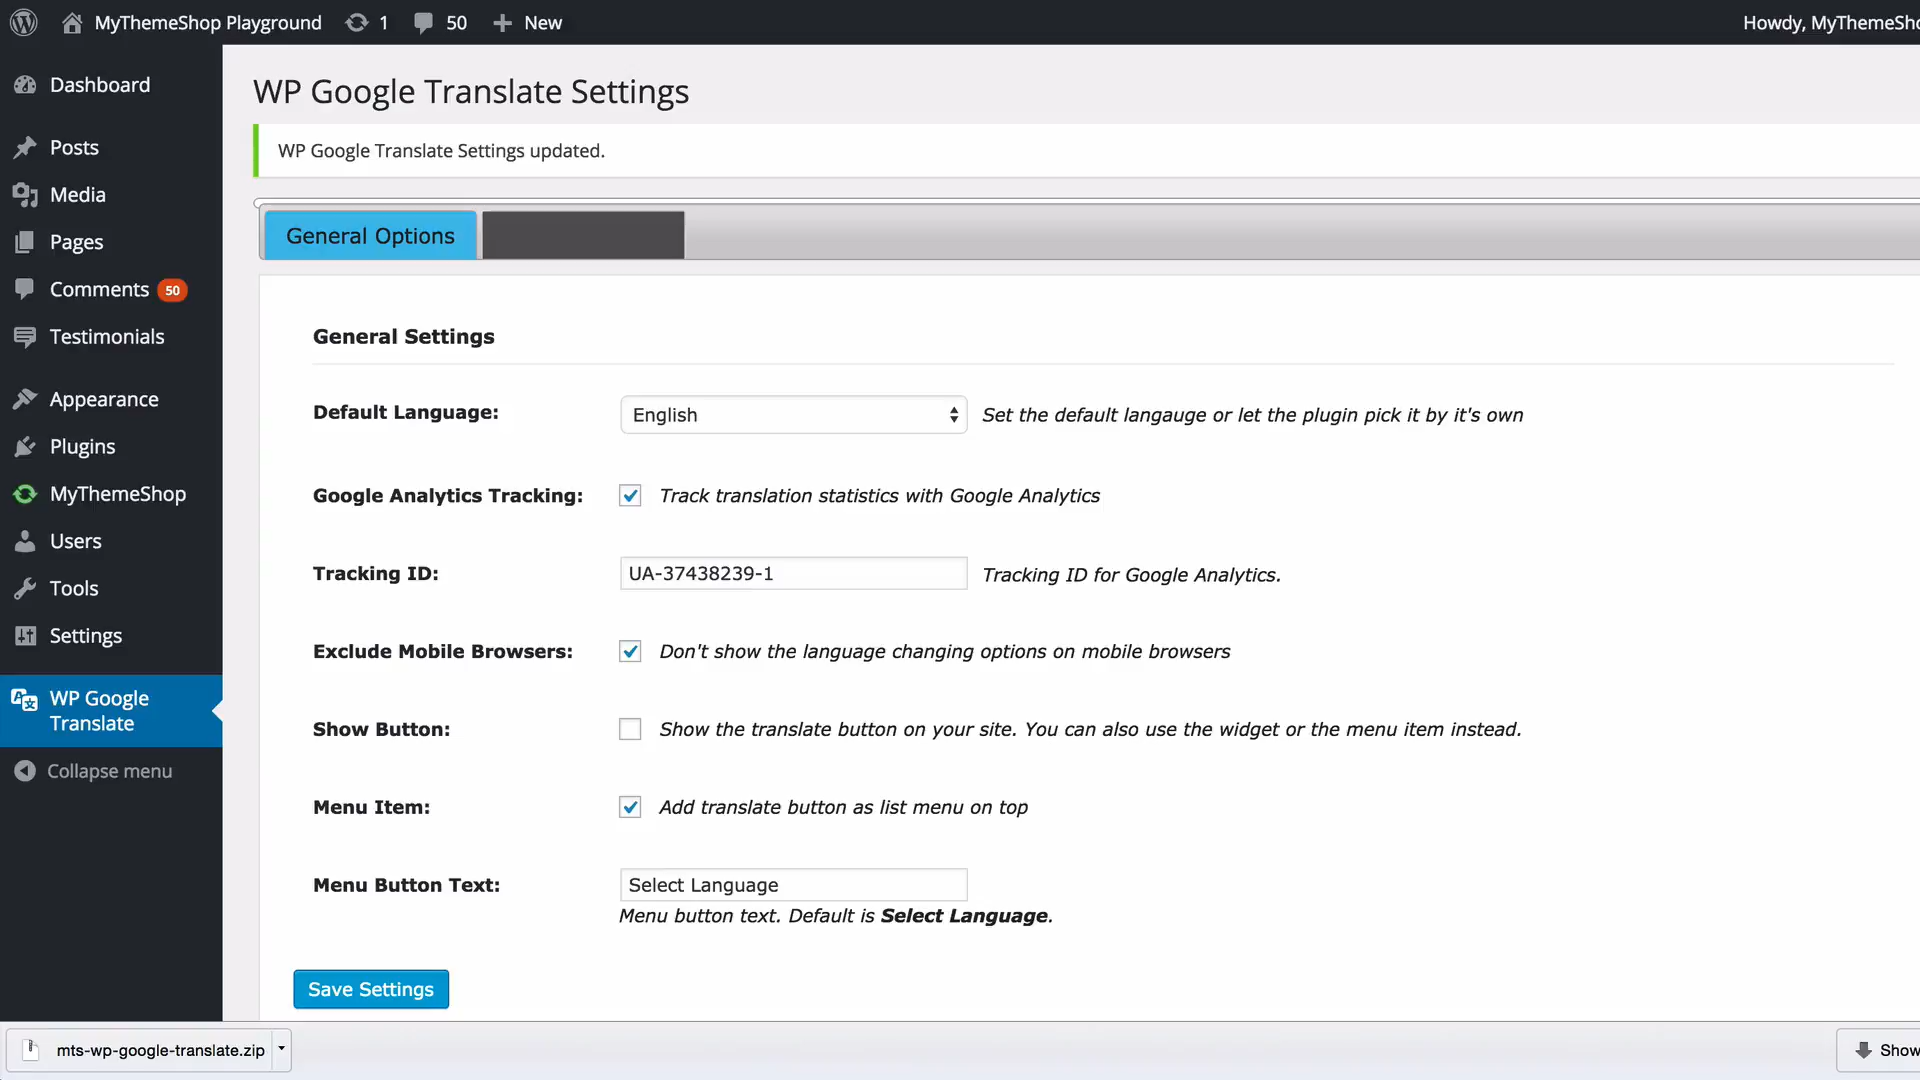 MyThemeShop Playground 1 50 New Howdy, MyThemeSho
Dashboard
Posts
Media
Pages
Comments 50
Testimonials
Appearance
Plugins
MyThemeShop
Users
Tools
Settings
WP Google
Translate
Collapse menu
WP Google Translate Settings
WP Google Translate Settings updated.
General Options
General Settings
Default Language: English Set the default langauge or let the plugin pick it by it's own
Google Analytics Tracking: Track translation statistics with Google Analytics
Tracking ID: UA-37438239-1 Tracking ID for Google Analytics.
Exclude Mobile Browsers: Don't show the language changing options on mobile browsers
Show Button: Show the translate button on your site. You can also use the widget or the menu item instead.
Menu Item: Add translate button as list menu on top
Menu Button Text: Select Language
Menu button text. Default is Select Language.
Save Settings
mts-wp-google-translate.zip Show